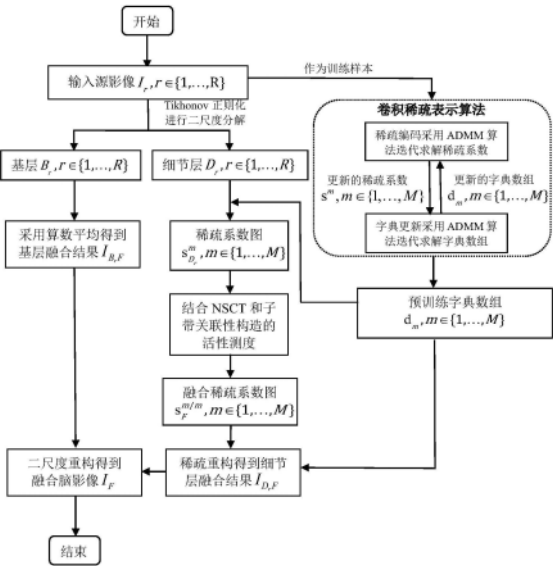 开始
输入源影像 I_r, r∈{1,...,R}
作为训练样本
Tikhonov 正则化
进行二尺度分解
卷积稀疏表示算法
稀疏编码采用 ADMM 算
法迭代求解稀疏系数
更新的稀疏系数
s^m, m∈{1,...,M}
更新的字典数组
d_m, m∈{1,...,M}
字典更新采用 ADMM 算
法迭代求解字典数组
基层 B_r, r∈{1,...,R}
细节层 D_r, r∈{1,...,R}
采用算数平均得到
基层融合结果 I_{B,F}
稀疏系数图
s_{D_r}^m, m∈{1,...,M}
预训练字典数组
d_m, m∈{1,...,M}
结合 NSCT 和子
带关联性构造的
活性测度
融合稀疏系数图
s_F^{m/m}, m∈{1,...,M}
二尺度重构得到
融合脑影像 I_F
稀疏重构得到细节
层融合结果 I_{D,F}
结束